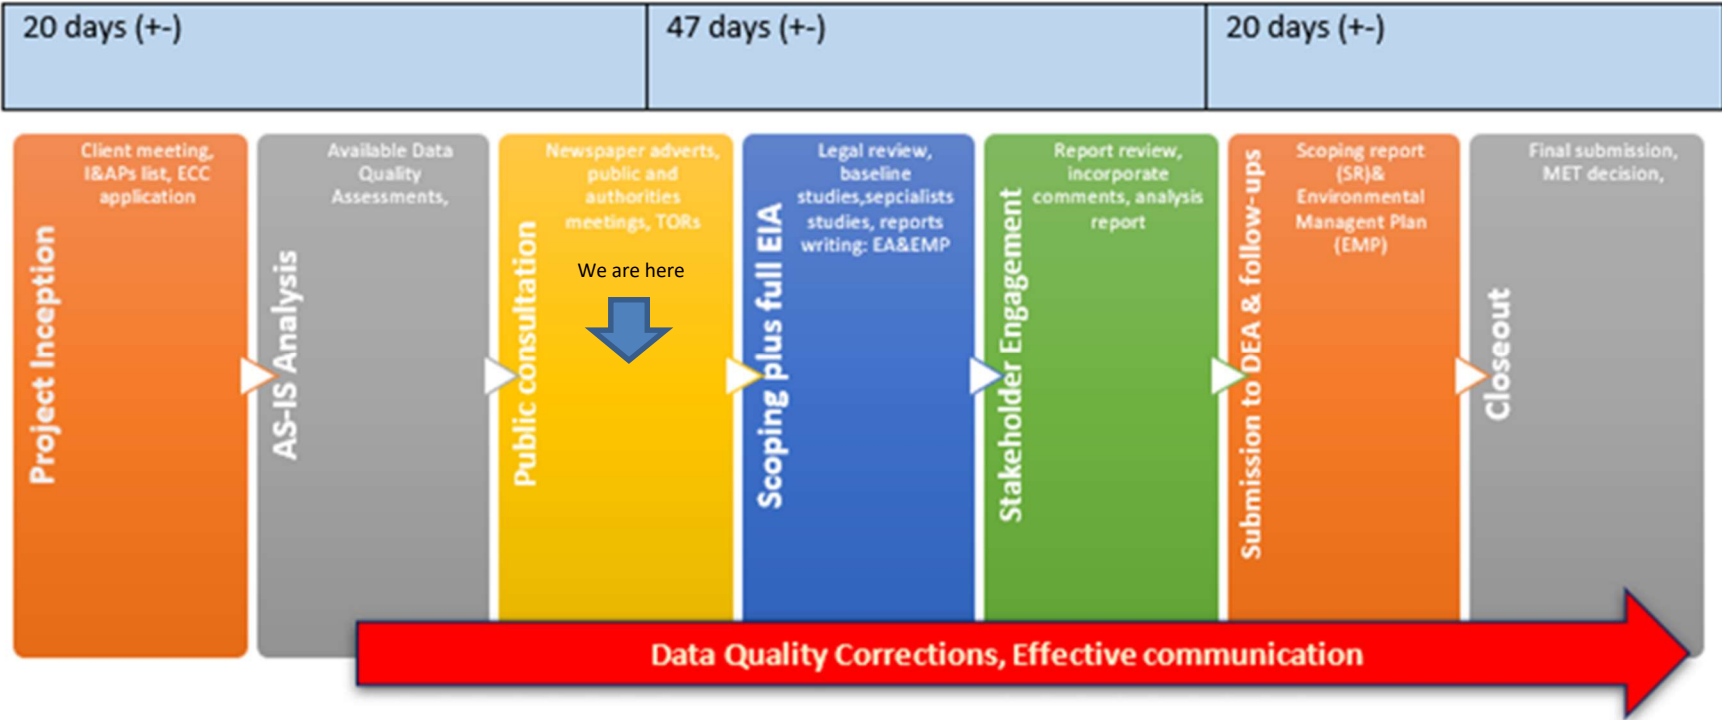 20 days (+-)
47 days (+-)
20 days (+-)
Project Inception
Client meeting,
I&APs list, ECC
application
AS-IS Analysis
Available Data
Quality
Assessments,
Public consultation
Newspaper adverts,
public and
authorities
meetings, TORs
We are here
Scoping plus full EIA
Legal review,
baseline
studies,sepcialists
studies, reports
writing: EA&EMP
Stakeholder Engagement
Report review,
incorporate
comments, analysis
report
Submission to DEA & follow-ups
Scoping report
(SR)&
Environmental
Managent Plan
(EMP)
Closeout
Final submission,
MET decision,
Data Quality Corrections, Effective communication